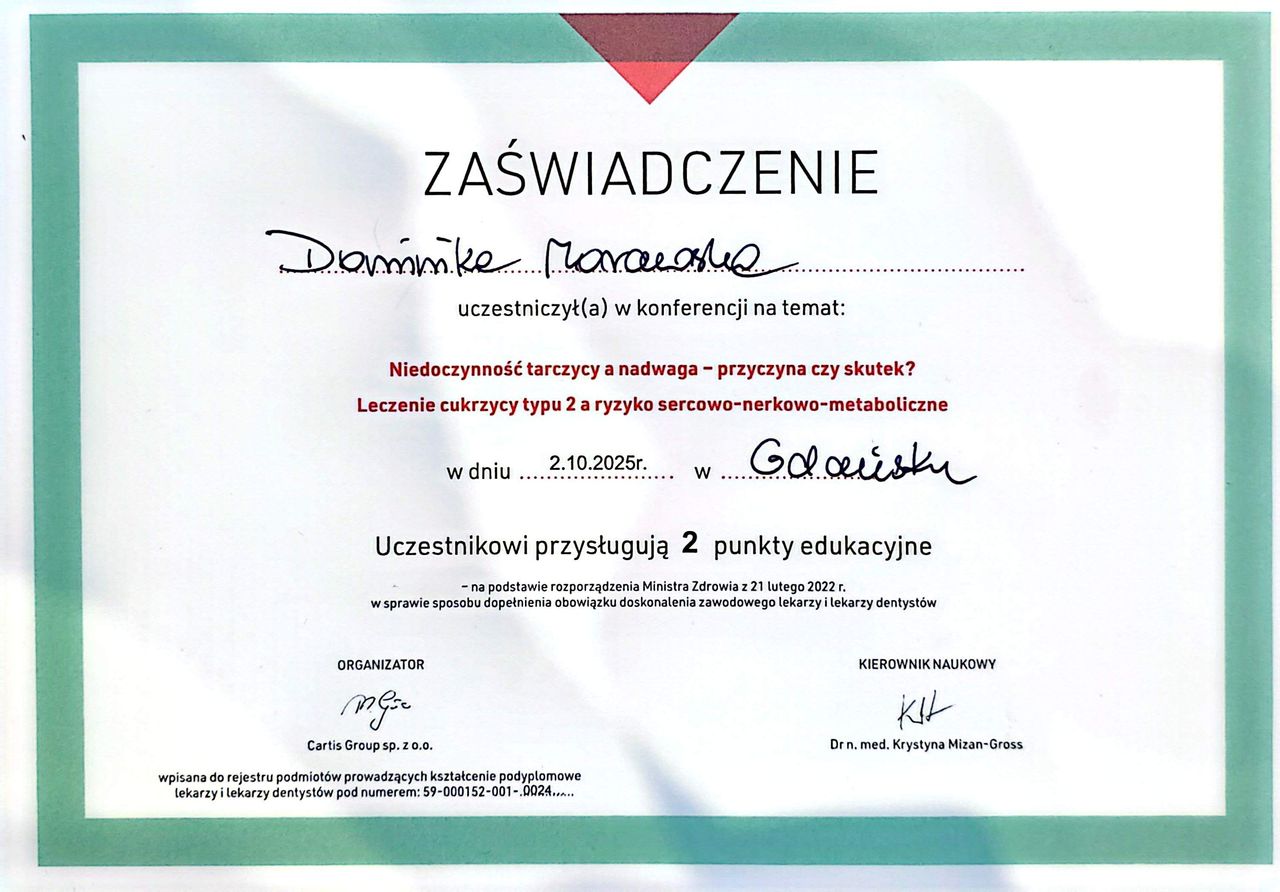 ZAŚWIADCZENIE
Dominika Morawska
uczestniczył(a) w konferencji na temat:
Niedoczynność tarczycy a nadwaga – przyczyna czy skutek?
Leczenie cukrzycy typu 2 a ryzyko sercowo-nerkowo-metaboliczne
w dniu 2.10.2025r. w Gdańsku
Uczestnikowi przysługują 2 punkty edukacyjne
– na podstawie rozporządzenia Ministra Zdrowia z 21 lutego 2022 r.
w sprawie sposobu dopełnienia obowiązku doskonalenia zawodowego lekarzy i lekarzy dentystów
ORGANIZATOR
Cartis Group sp. z o.o.
wpisana do rejestru podmiotów prowadzących kształcenie podyplomowe
lekarzy i lekarzy dentystów pod numerem: 59-000152-001-.0024.....
KIEROWNIK NAUKOWY
Dr n. med. Krystyna Mizan-Gross